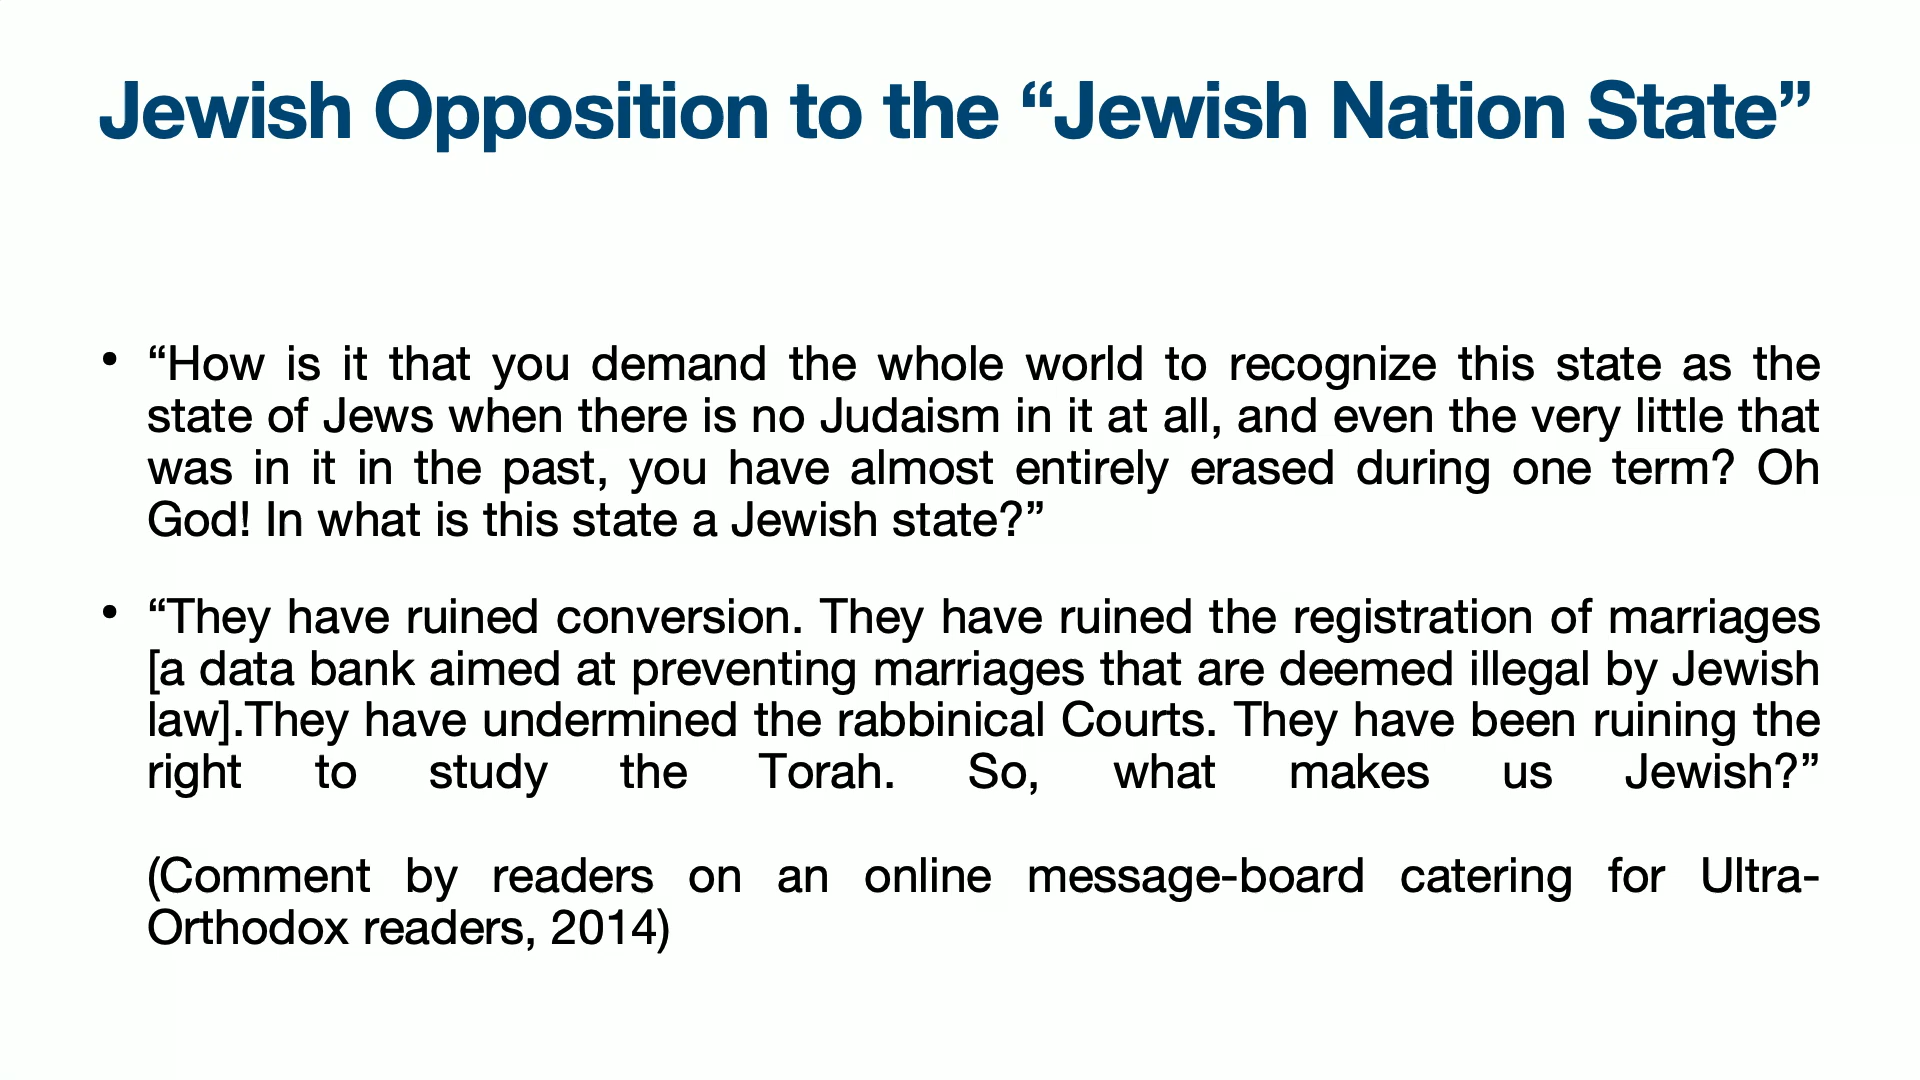 Jewish Opposition to the “Jewish Nation State”
• “How is it that you demand the whole world to recognize this state as the
state of Jews when there is no Judaism in it at all, and even the very little that
was in it in the past, you have almost entirely erased during one term? Oh
God! In what is this state a Jewish state?”
• “They have ruined conversion. They have ruined the registration of marriages
[a data bank aimed at preventing marriages that are deemed illegal by Jewish
law].They have undermined the rabbinical Courts. They have been ruining the
right to study the Torah. So, what makes us Jewish?”
(Comment by readers on an online message-board catering for Ultra-
Orthodox readers, 2014)